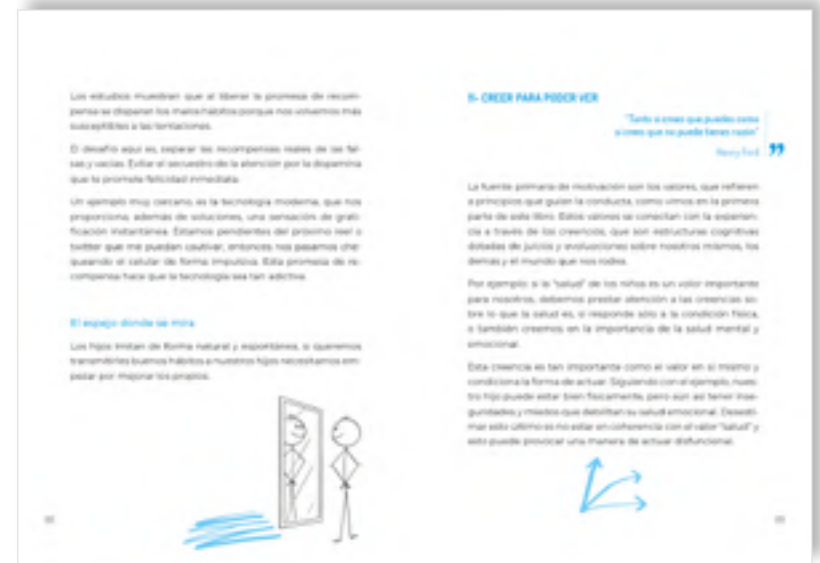 Los estudios muestran que al liberar la promesa de recom-
pensa se disparan los malos hábitos porque nos volvemos más
susceptibles a las tentaciones.
El desafío aquí es, separar las recompensas reales de las fal-
sas y vacías. Evitar el secuestro de la atención por la dopamina
que te promete felicidad inmediata.
Un ejemplo muy cercano, es la tecnología moderna, que nos
proporciona, además de soluciones, una sensación de grati-
ficación instantánea. Estamos pendientes del próximo reel o
twitter que me puedan cautivar, entonces nos pasamos che-
queando el celular de forma impulsiva. Esta promesa de re-
compensa hace que la tecnología sea tan adictiva.
El espejo donde se mira
Los hijos imitan de forma natural y espontánea, si queremos
transmitirles buenos hábitos a nuestros hijos necesitamos em-
pezar por mejorar los propios.
11- CREER PARA PODER VER
"Tanto si crees que puedes como
si crees que no puede tienes razón"
Henry Ford
La fuente primaria de motivación son los valores, que refieren
a principios que guían la conducta, como vimos en la primera
parte de este libro. Estos valores se conectan con la experien-
cia a través de las creencias, que son estructuras cognitivas
dotadas de juicios y evaluaciones sobre nosotros mismos, los
demás y el mundo que nos rodea.
Por ejemplo: si la "salud" de los niños es un valor importante
para nosotros, debemos prestar atención a las creencias so-
bre lo que la salud es, si responde sólo a la condición física,
o también creemos en la importancia de la salud mental y
emocional.
Esta creencia es tan importante como el valor en sí mismo y
condiciona la forma de actuar. Siguiendo con el ejemplo, nues-
tro hijo puede estar bien físicamente, pero aún así tener inse-
guridades y miedos que debilitan su salud emocional. Desesti-
mar esto último es no estar en coherencia con el valor "salud" y
esto puede provocar una manera de actuar disfuncional.